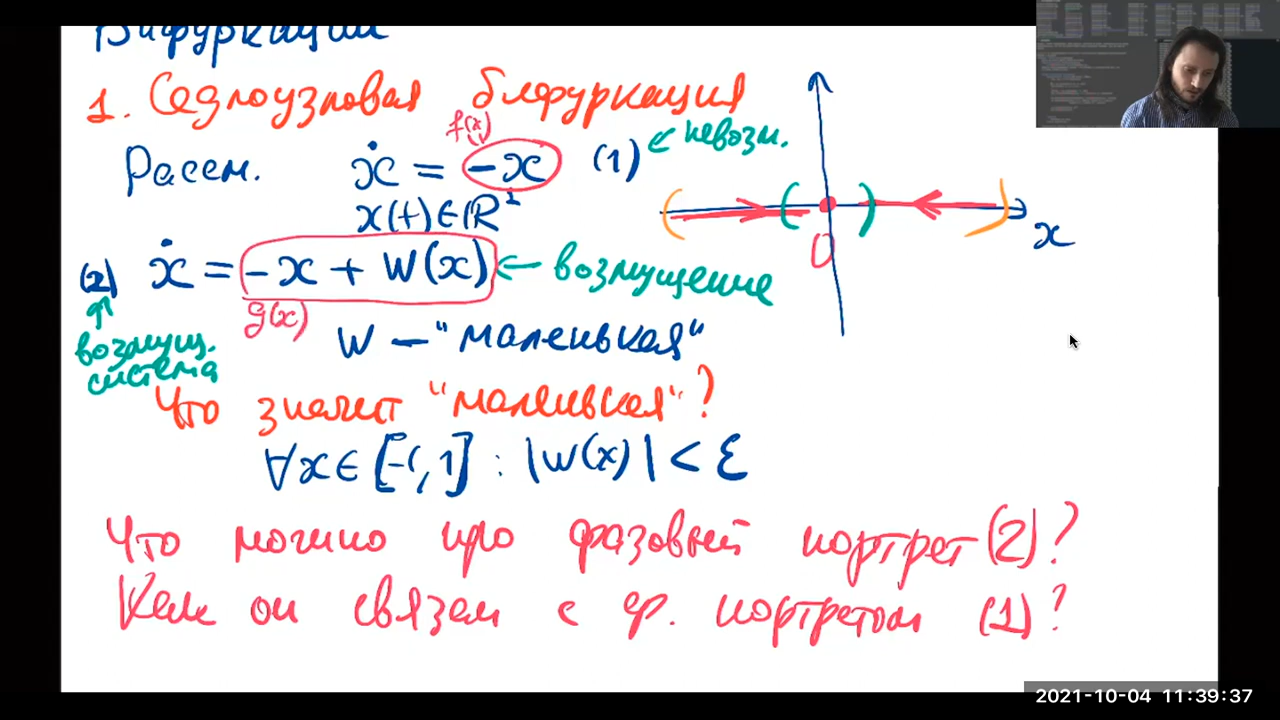 Бифуркации
1. Седлоузловая бифуркация
f(x)
Рассм. ẋ = -x (1) ← невозм.
x(t) ∈ ℝ¹
x
0
(2) ẋ = -x + w(x) ← возмущение
g(x)
возмущ.
система
w — "маленькая"
Что значит "маленькая"?
∀x∈[-1, 1] : |w(x)| < ε
Что можно про фазовый портрет (2)?
Как он связан с ф. портретом (1)?
2021-10-04 11:39:37